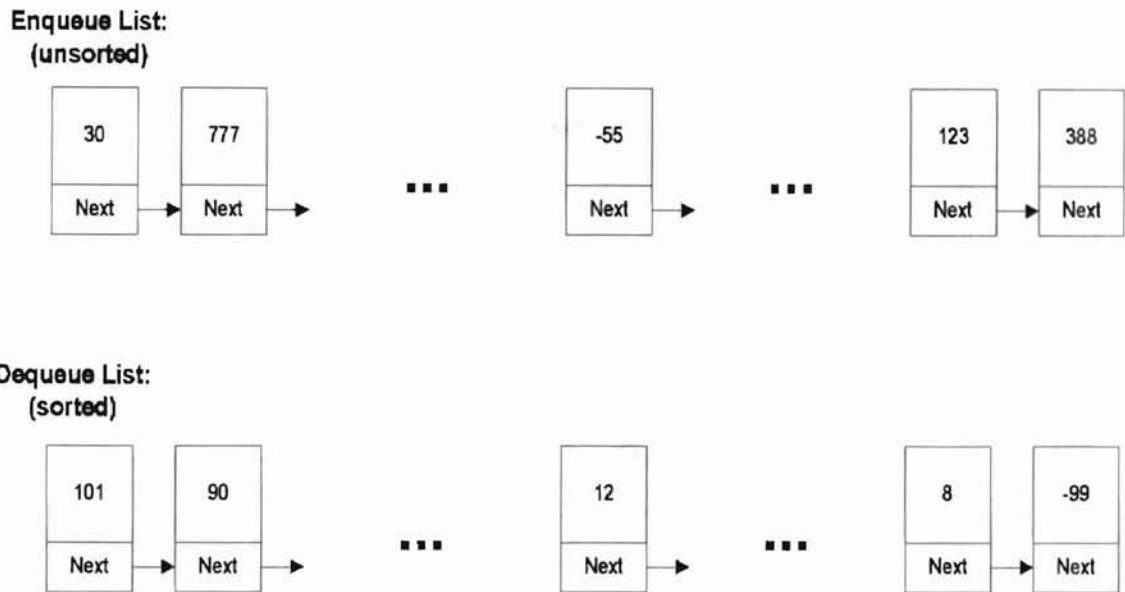 Enqueue List:
(unsorted)
30 777 -55 123 388
Next Next Next Next Next
Dequeue List:
(sorted)
101 90 12 8 -99
Next Next Next Next Next